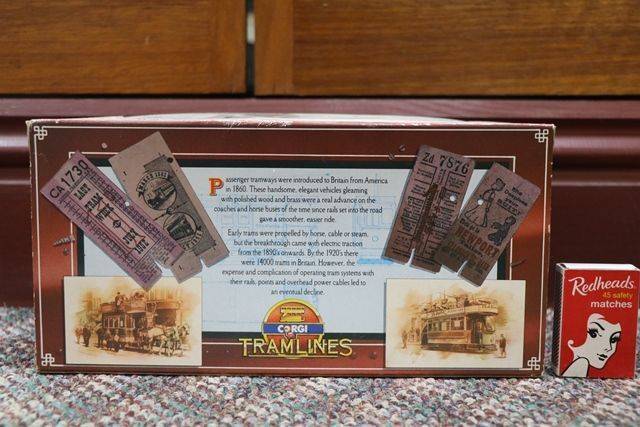 CA 1739
2d 7576
Passenger tramways were introduced to Britain from America
in 1860. These handsome, elegant vehicles gleaming
with polished wood and brass were a real advance on the
coaches and horse buses of the time since rails set into the road
gave a smoother, easier ride.
Early trams were propelled by horse, cable or steam,
but the breakthrough came with electric traction
from the 1890's onwards. By the 1920's there
were 14000 trams in Britain. However, the
expense and complication of operating tram systems with
their rails, points and overhead power cables led to
an eventual decline.
CORGI
TRAMLINES
Redheads
45 safety
matches